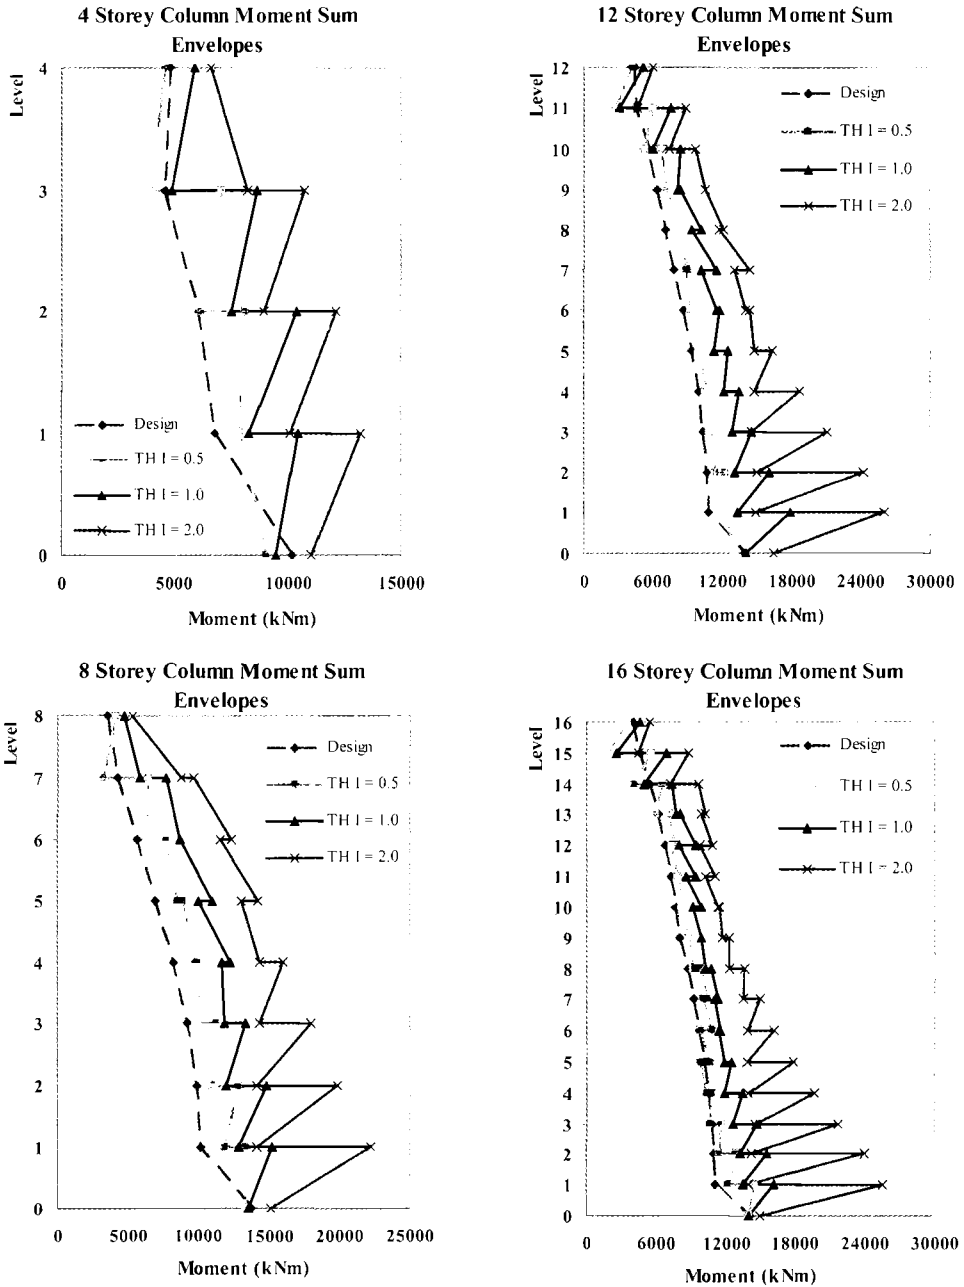 4 Storey Column Moment Sum
Envelopes
Level
4
3
2
1
0
Design
TH I = 0.5
TH I = 1.0
TH I = 2.0
0 5000 10000 15000
Moment (kNm)
12 Storey Column Moment Sum
Envelopes
Level
12
11
10
9
8
7
6
5
4
3
2
1
0
Design
TH I = 0.5
TH I = 1.0
TH I = 2.0
0 6000 12000 18000 24000 30000
Moment (kNm)
8 Storey Column Moment Sum
Envelopes
Level
8
7
6
5
4
3
2
1
0
Design
TH I = 0.5
TH I = 1.0
TH I = 2.0
0 5000 10000 15000 20000 25000
Moment (kNm)
16 Storey Column Moment Sum
Envelopes
Level
16
15
14
13
12
11
10
9
8
7
6
5
4
3
2
1
0
Design
TH I = 0.5
TH I = 1.0
TH I = 2.0
0 6000 12000 18000 24000 30000
Moment (kNm)